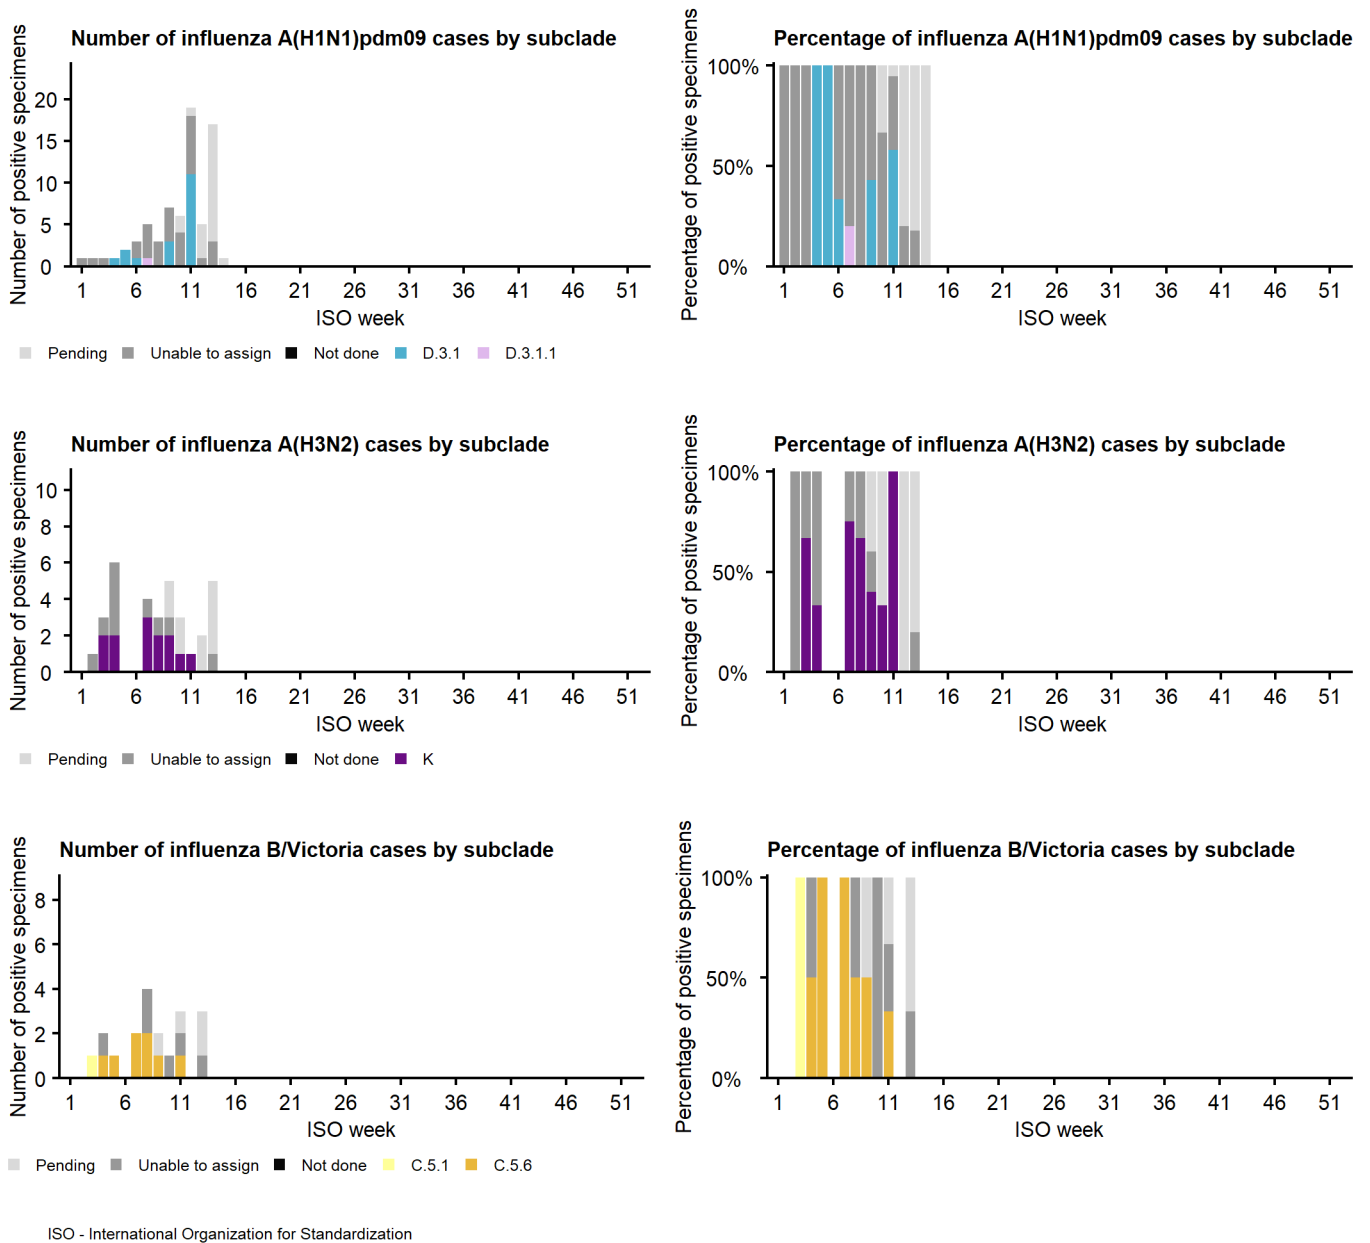 Number of influenza A(H1N1)pdm09 cases by subclade
Number of positive specimens
20
15
10
5
0
1 6 11 16 21 26 31 36 41 46 51
ISO week
Pending Unable to assign Not done D.3.1 D.3.1.1
Percentage of influenza A(H1N1)pdm09 cases by subclade
Percentage of positive specimens
100%
50%
0%
1 6 11 16 21 26 31 36 41 46 51
ISO week
Number of influenza A(H3N2) cases by subclade
Number of positive specimens
10
8
6
4
2
0
1 6 11 16 21 26 31 36 41 46 51
ISO week
Pending Unable to assign Not done K
Percentage of influenza A(H3N2) cases by subclade
Percentage of positive specimens
100%
50%
0%
1 6 11 16 21 26 31 36 41 46 51
ISO week
Number of influenza B/Victoria cases by subclade
Number of positive specimens
8
6
4
2
0
1 6 11 16 21 26 31 36 41 46 51
ISO week
Pending Unable to assign Not done C.5.1 C.5.6
Percentage of influenza B/Victoria cases by subclade
Percentage of positive specimens
100%
50%
0%
1 6 11 16 21 26 31 36 41 46 51
ISO week
ISO - International Organization for Standardization